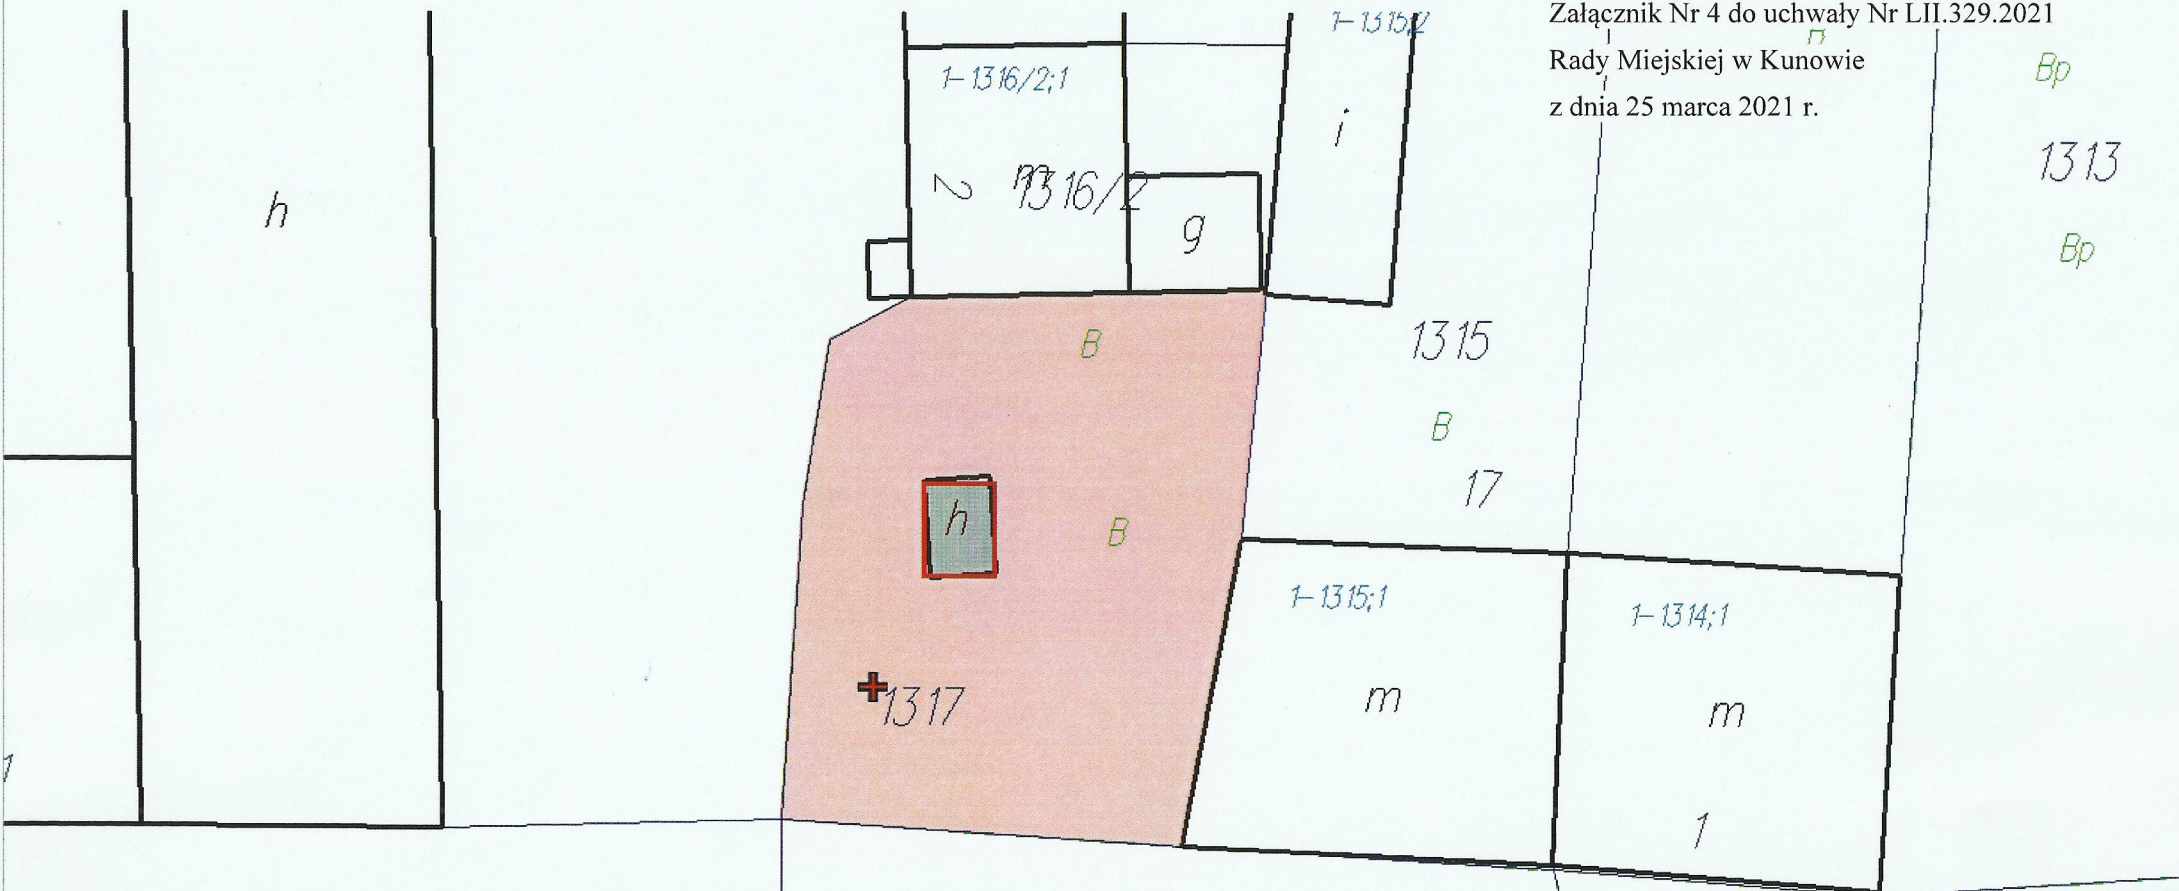 Załącznik Nr 4 do uchwały Nr LII.329.2021
Rady Miejskiej w Kunowie
z dnia 25 marca 2021 r.
1-1315;2
1-1316/2;1
Bp
i
1313
m
1316/2
2
h
g
Bp
B
1315
B
17
h
B
1-1315;1
1-1314;1
1317
m
m
1
1